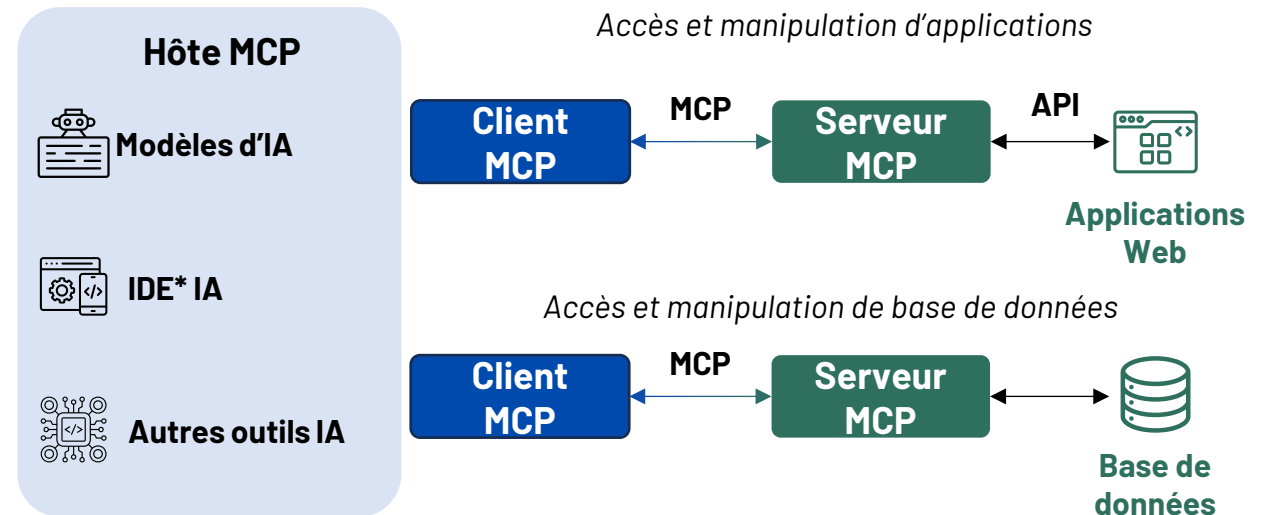 Hôte MCP
Modèles d'IA
IDE* IA
Autres outils IA
Accès et manipulation d'applications
Client
MCP
MCP
Serveur
MCP
API
Applications
Web
Accès et manipulation de base de données
Client
MCP
MCP
Serveur
MCP
Base de
données